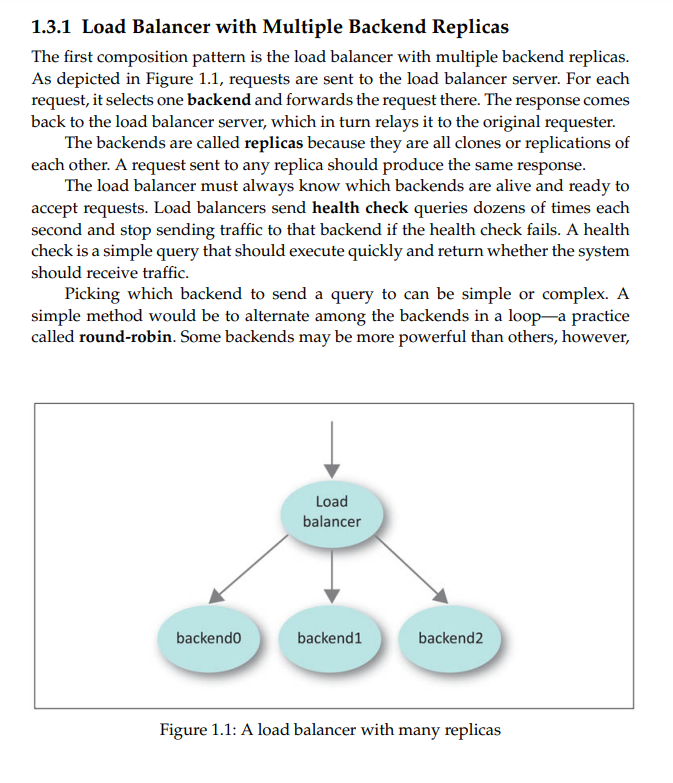 1.3.1 Load Balancer with Multiple Backend Replicas
The first composition pattern is the load balancer with multiple backend replicas.
As depicted in Figure 1.1, requests are sent to the load balancer server. For each
request, it selects one backend and forwards the request there. The response comes
back to the load balancer server, which in turn relays it to the original requester.
The backends are called replicas because they are all clones or replications of
each other. A request sent to any replica should produce the same response.
The load balancer must always know which backends are alive and ready to
accept requests. Load balancers send health check queries dozens of times each
second and stop sending traffic to that backend if the health check fails. A health
check is a simple query that should execute quickly and return whether the system
should receive traffic.
Picking which backend to send a query to can be simple or complex. A
simple method would be to alternate among the backends in a loop—a practice
called round-robin. Some backends may be more powerful than others, however,
Load
balancer
backend0
backend1
backend2
Figure 1.1: A load balancer with many replicas